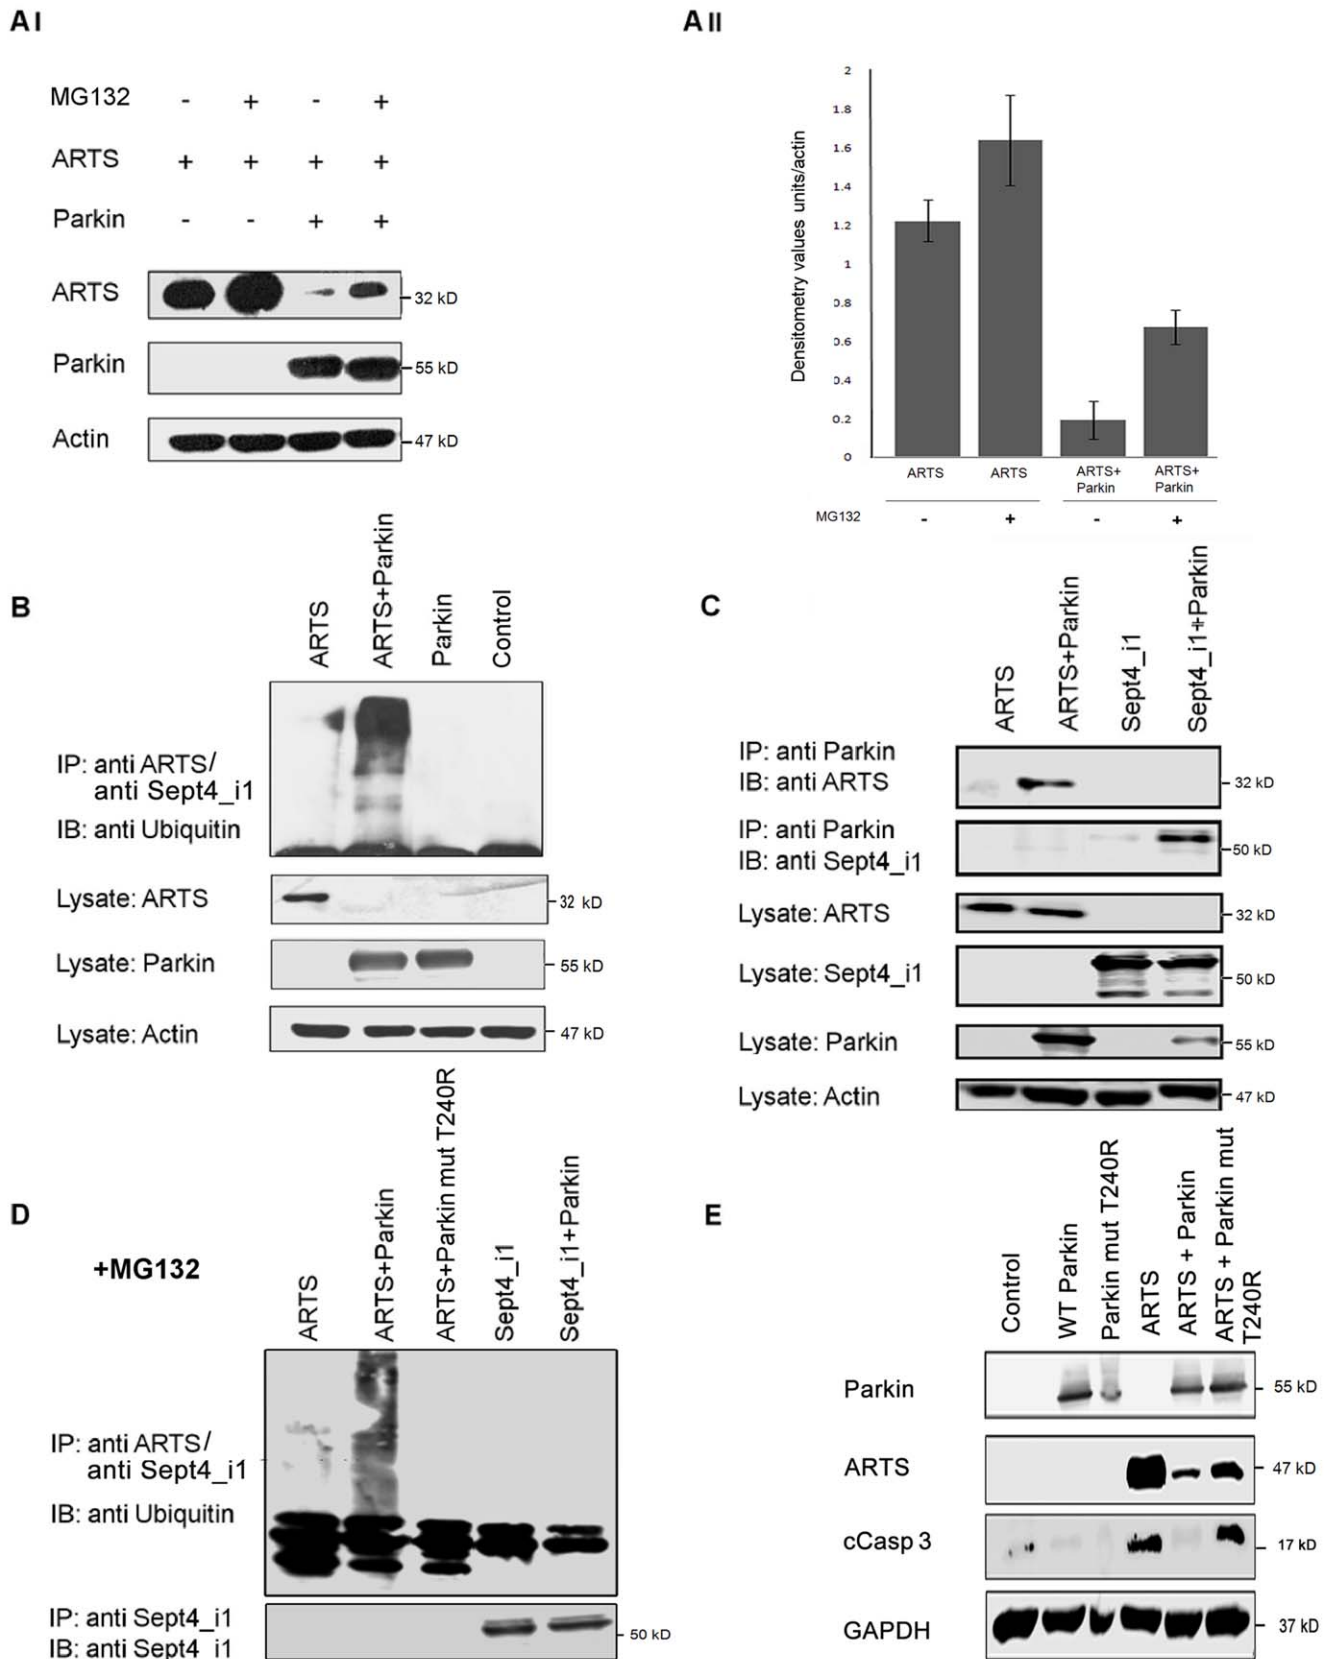 A I
MG132 - + - +
ARTS + + + +
Parkin - - + +
ARTS 32 kD
Parkin 55 kD
Actin 47 kD
A II
Densitometry values units/actin
2
1.8
1.6
1.4
1.2
1
0.8
0.6
0.4
0.2
0
ARTS ARTS ARTS+ Parkin ARTS+ Parkin
MG132 - + - +
B
ARTS ARTS+Parkin Parkin Control
IP: anti ARTS/
anti Sept4_i1
IB: anti Ubiquitin
Lysate: ARTS 32 kD
Lysate: Parkin 55 kD
Lysate: Actin 47 kD
C
ARTS ARTS+Parkin Sept4_i1 Sept4_i1+Parkin
IP: anti Parkin
IB: anti ARTS 32 kD
IP: anti Parkin
IB: anti Sept4_i1 50 kD
Lysate: ARTS 32 kD
Lysate: Sept4_i1 50 kD
Lysate: Parkin 55 kD
Lysate: Actin 47 kD
D
+MG132
ARTS ARTS+Parkin ARTS+Parkin mut T240R Sept4_i1 Sept4_i1+Parkin
IP: anti ARTS/
anti Sept4_i1
IB: anti Ubiquitin
IP: anti Sept4_i1
IB: anti Sept4_i1 50 kD
E
Control WT Parkin Parkin mut T240R ARTS ARTS + Parkin ARTS + Parkin mut T240R
Parkin 55 kD
ARTS 47 kD
cCasp 3 17 kD
GAPDH 37 kD